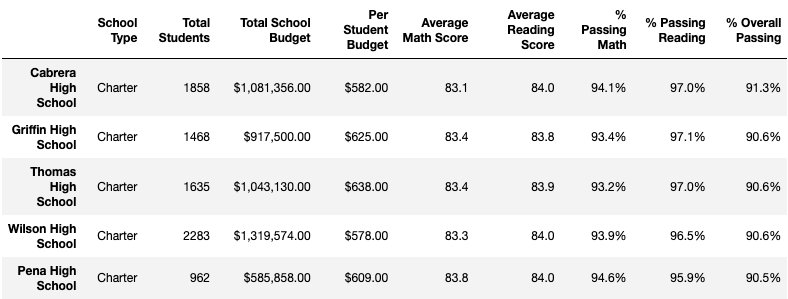 School Type Total Students Total School Budget Per Student Budget Average Math Score Average Reading Score % Passing Math % Passing Reading % Overall Passing
Cabrera High School Charter 1858 $1,081,356.00 $582.00 83.1 84.0 94.1% 97.0% 91.3%
Griffin High School Charter 1468 $917,500.00 $625.00 83.4 83.8 93.4% 97.1% 90.6%
Thomas High School Charter 1635 $1,043,130.00 $638.00 83.4 83.9 93.2% 97.0% 90.6%
Wilson High School Charter 2283 $1,319,574.00 $578.00 83.3 84.0 93.9% 96.5% 90.6%
Pena High School Charter 962 $585,858.00 $609.00 83.8 84.0 94.6% 95.9% 90.5%